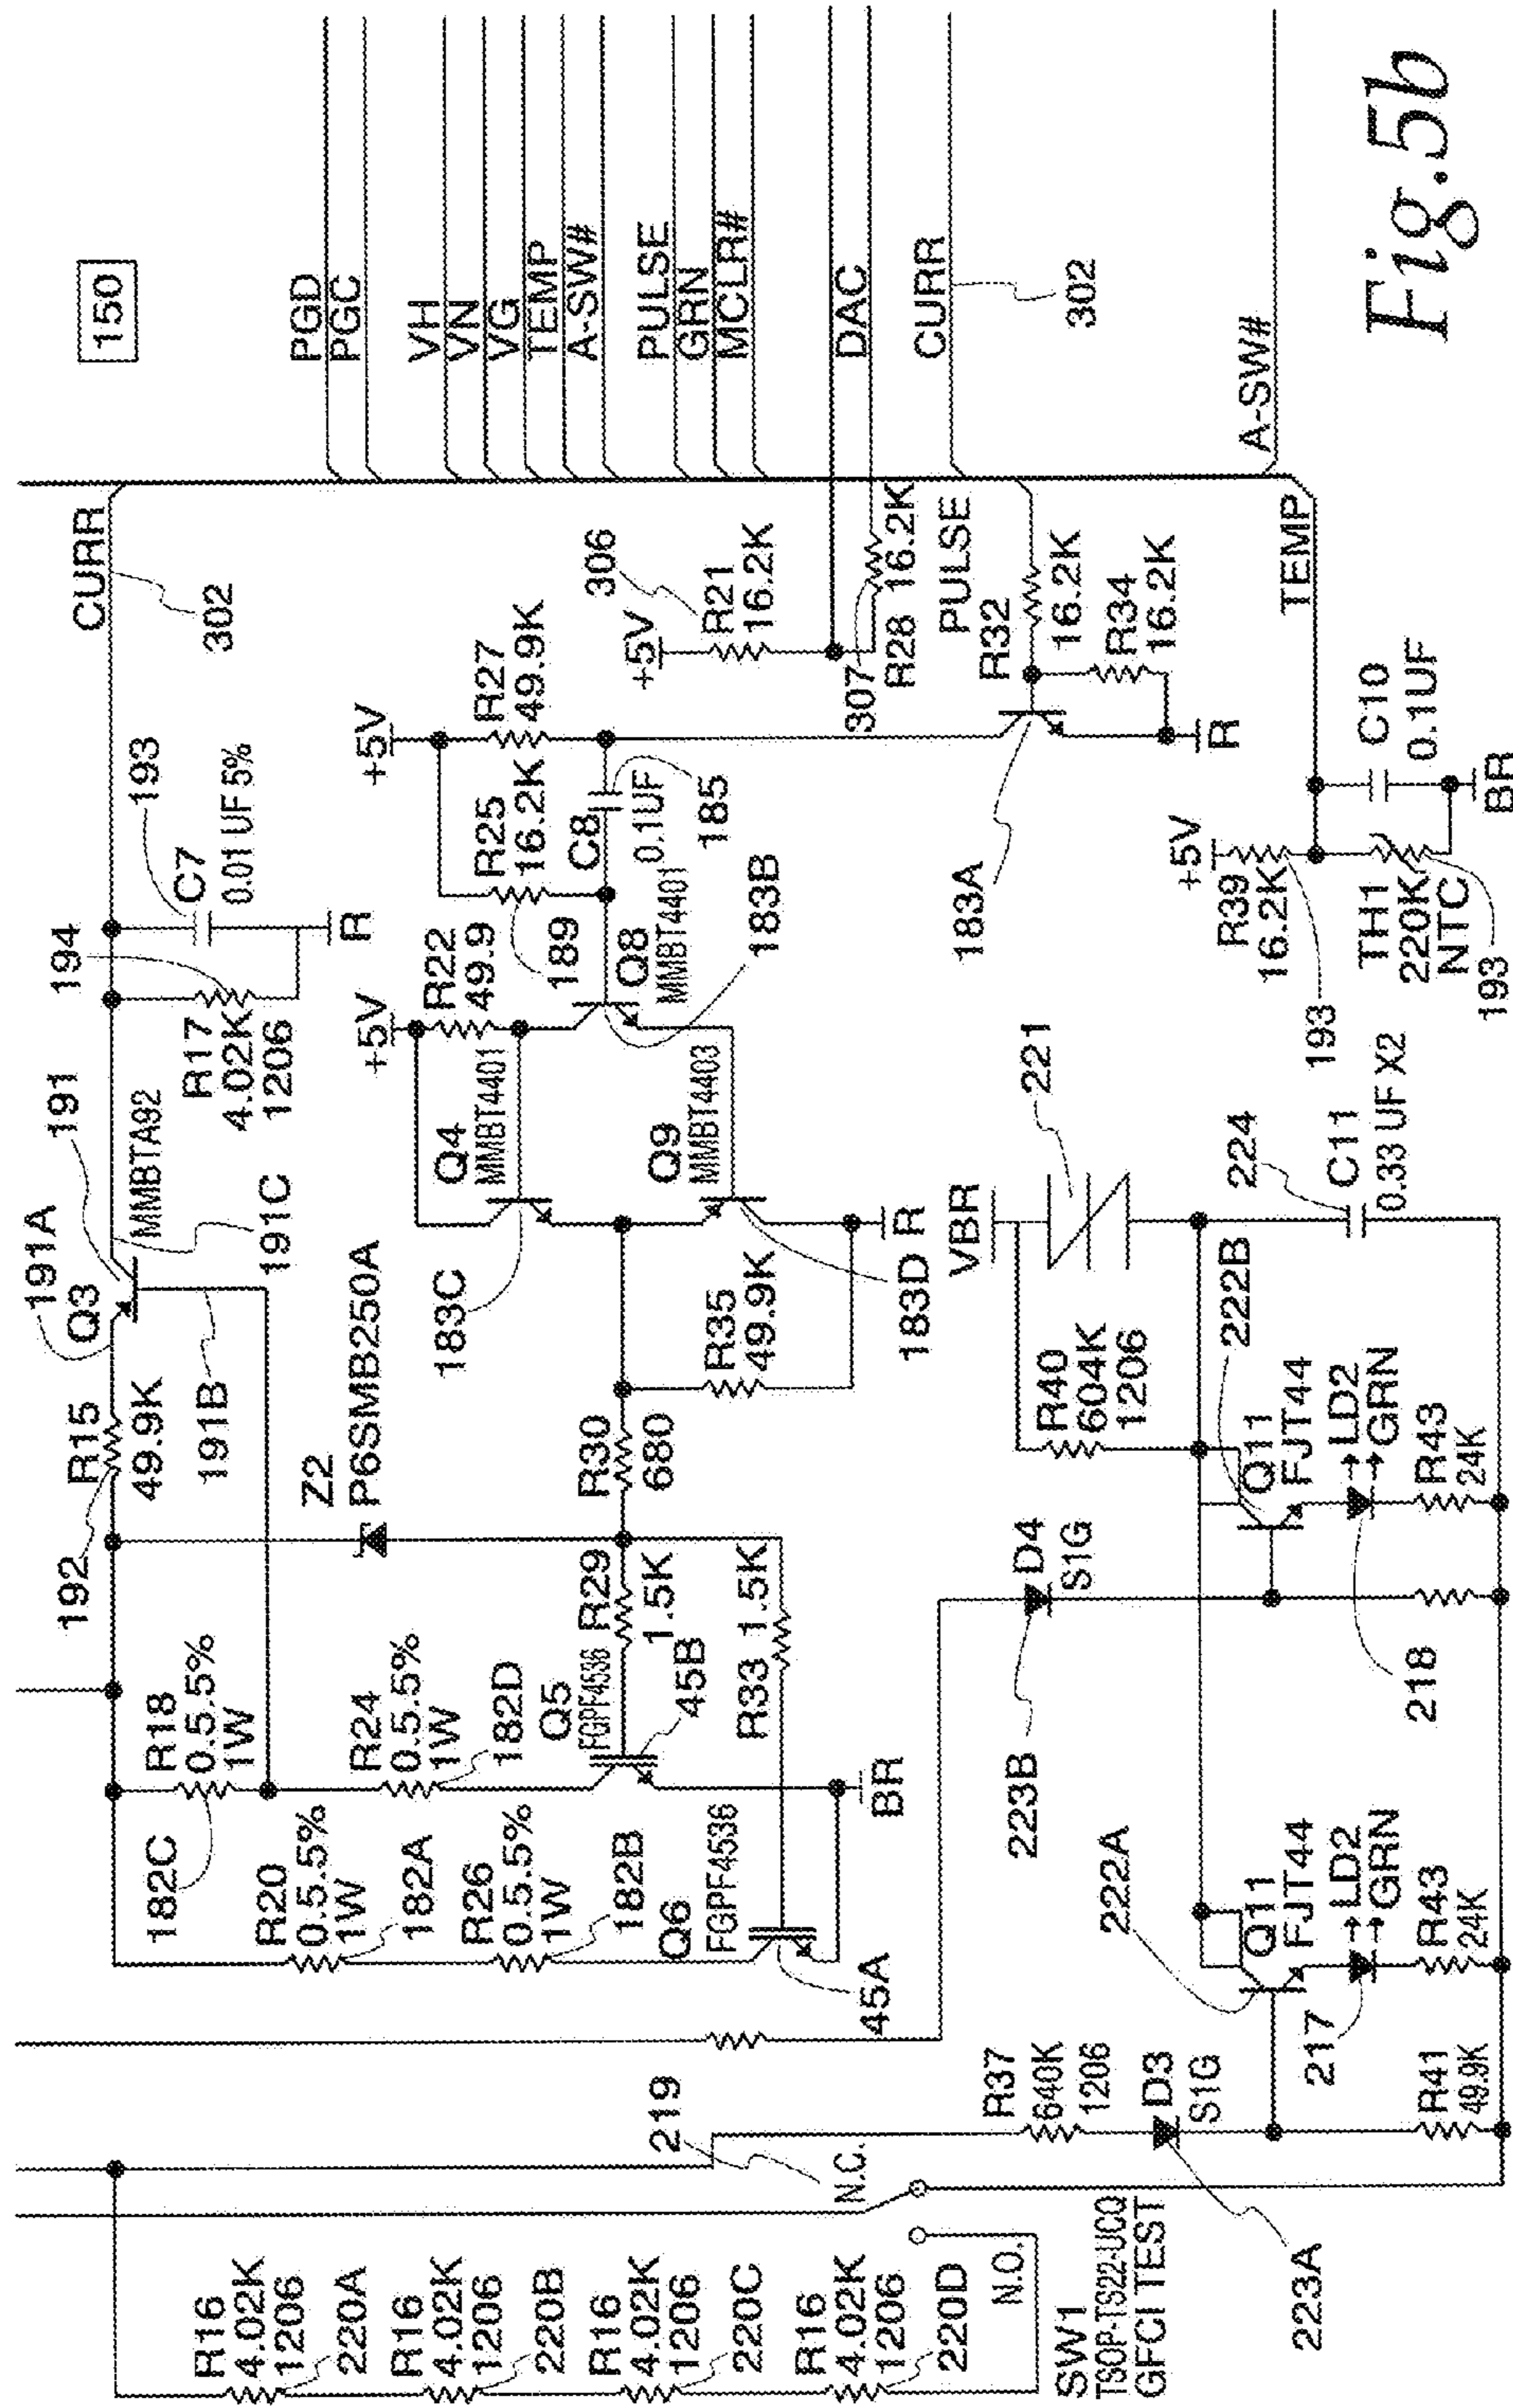 150
PGD
PGC
VH
VN
VG
TEMP
A-SW#
PULSE
GRN
MCLR#
DAC
CURR
302
A-SW#
Fig.5b
CURR
302
193
C7
0.01 UF 5%
194
R17
4.02K
1206
R
191
MMBTA92
191A
191C
Q3
R15
49.9K
191B
192
Z2
P6SMB250A
+5V
R27
49.9K
R25
16.2K
C8
0.1UF
185
189
+5V
R22
49.9
Q8
MMBT4401
183B
Q4
MMBT4401
183C
Q9
MMBT4403
183D
R
R35
49.9K
R30
680
306
+5V
R21
16.2K
307
R28
16.2K
PULSE
R32
16.2K
R34
16.2K
R
183A
TEMP
C10
0.1UF
+5V
R39
16.2K
193
TH1
220K
NTC
193
BR
R18
0.5.5%
1W
182C
R24
0.5.5%
1W
182D
Q5
FGPF4536
45B
R29
1.5K
R33
1.5K
R20
0.5.5%
1W
182A
R26
0.5.5%
1W
182B
Q6
FGPF4536
45A
BR
VBR
221
224
C11
0.33 UF X2
R40
604K
1206
222B
Q11
FJT44
LD2
GRN
R43
24K
218
D4
S1G
223B
222A
Q11
FJT44
LD2
GRN
R43
24K
217
R37
640K
1206
D3
S1G
R41
49.9K
223A
219
N.C.
N.O.
SW1
TSOP-TS22-UCQ
GFCI TEST
R16
4.02K
1206
220A
R16
4.02K
1206
220B
R16
4.02K
1206
220C
R16
4.02K
1206
220D